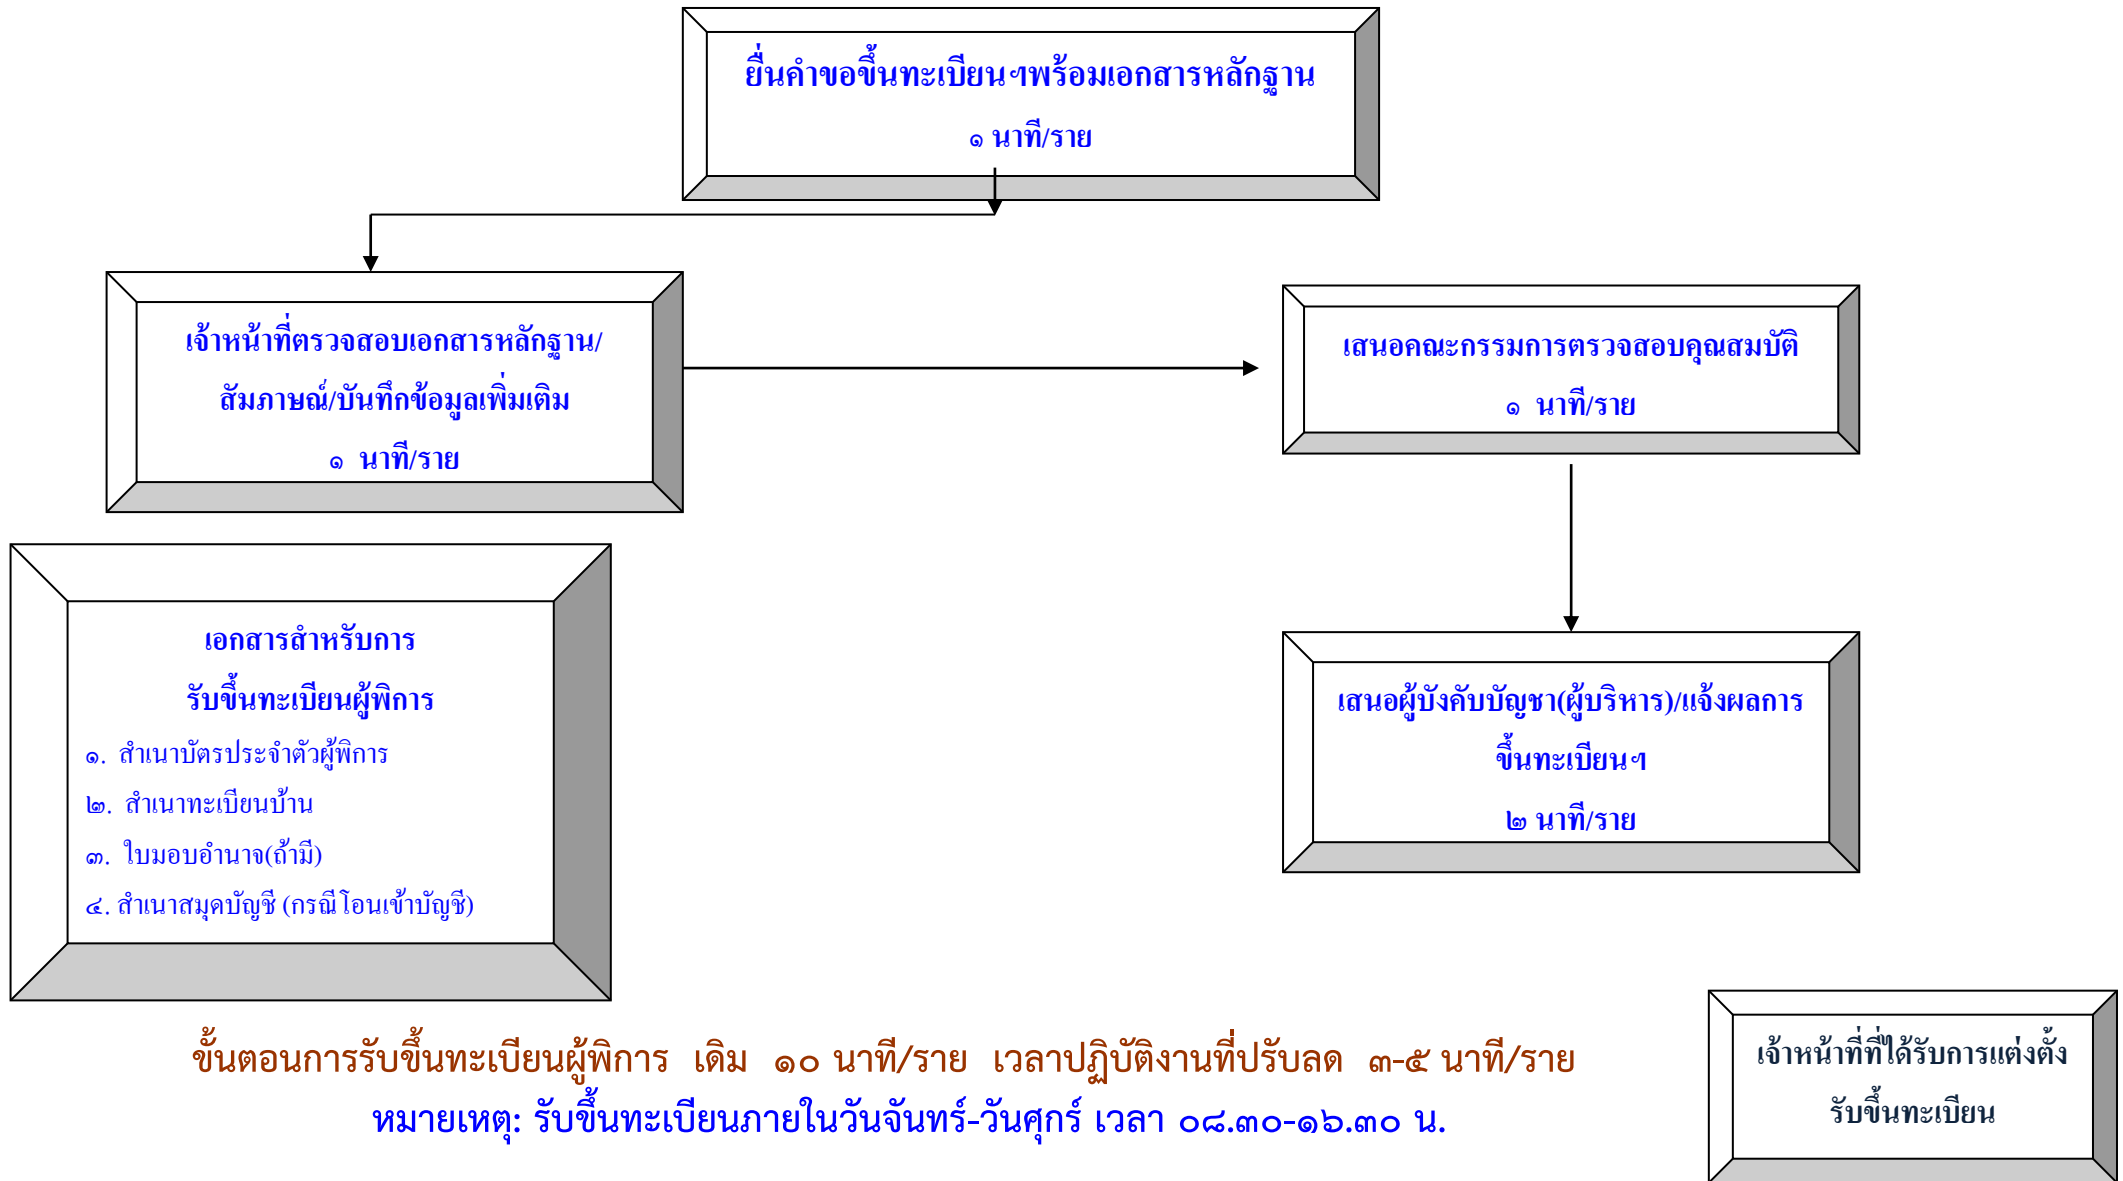 ยื่นคำขอขึ้นทะเบียนฯพร้อมเอกสารหลักฐาน
๑ นาที/ราย
เจ้าหน้าที่ตรวจสอบเอกสารหลักฐาน/
สัมภาษณ์/บันทึกข้อมูลเพิ่มเติม
๑ นาที/ราย
เสนอคณะกรรมการตรวจสอบคุณสมบัติ
๑ นาที/ราย
เอกสารสำหรับการ
รับขึ้นทะเบียนผู้พิการ
๑. สำเนาบัตรประจำตัวผู้พิการ
๒. สำเนาทะเบียนบ้าน
๓. ใบมอบอำนาจ(ถ้ามี)
๔. สำเนาสมุดบัญชี (กรณีโอนเข้าบัญชี)
เสนอผู้บังคับบัญชา(ผู้บริหาร)/แจ้งผลการ
ขึ้นทะเบียนฯ
๒ นาที/ราย
ขั้นตอนการรับขึ้นทะเบียนผู้พิการ เดิม ๑๐ นาที/ราย เวลาปฏิบัติงานที่ปรับลด ๓-๕ นาที/ราย
หมายเหตุ: รับขึ้นทะเบียนภายในวันจันทร์-วันศุกร์ เวลา ๐๘.๓๐-๑๖.๓๐ น.
เจ้าหน้าที่ที่ได้รับการแต่งตั้ง
รับขึ้นทะเบียน